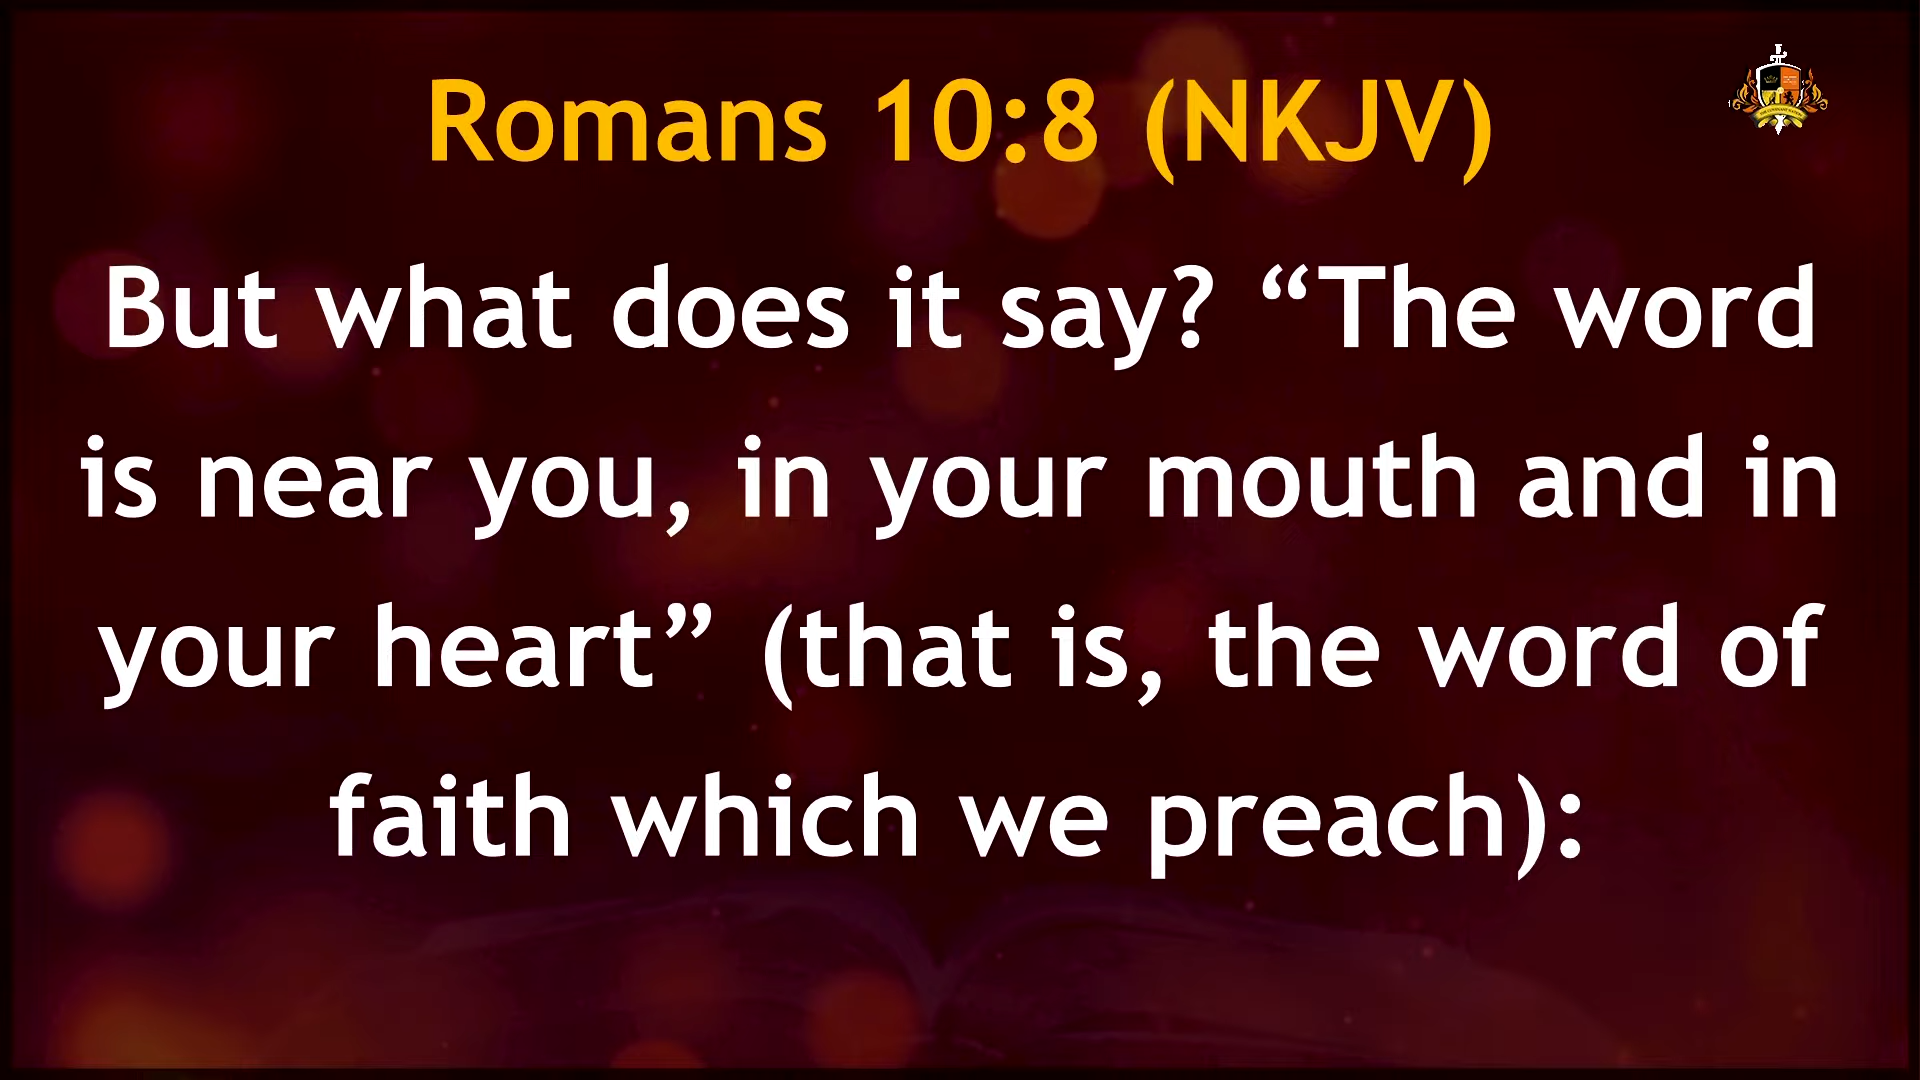 Romans 10:8 (NKJV)
But what does it say? “The word
is near you, in your mouth and in
your heart” (that is, the word of
faith which we preach):